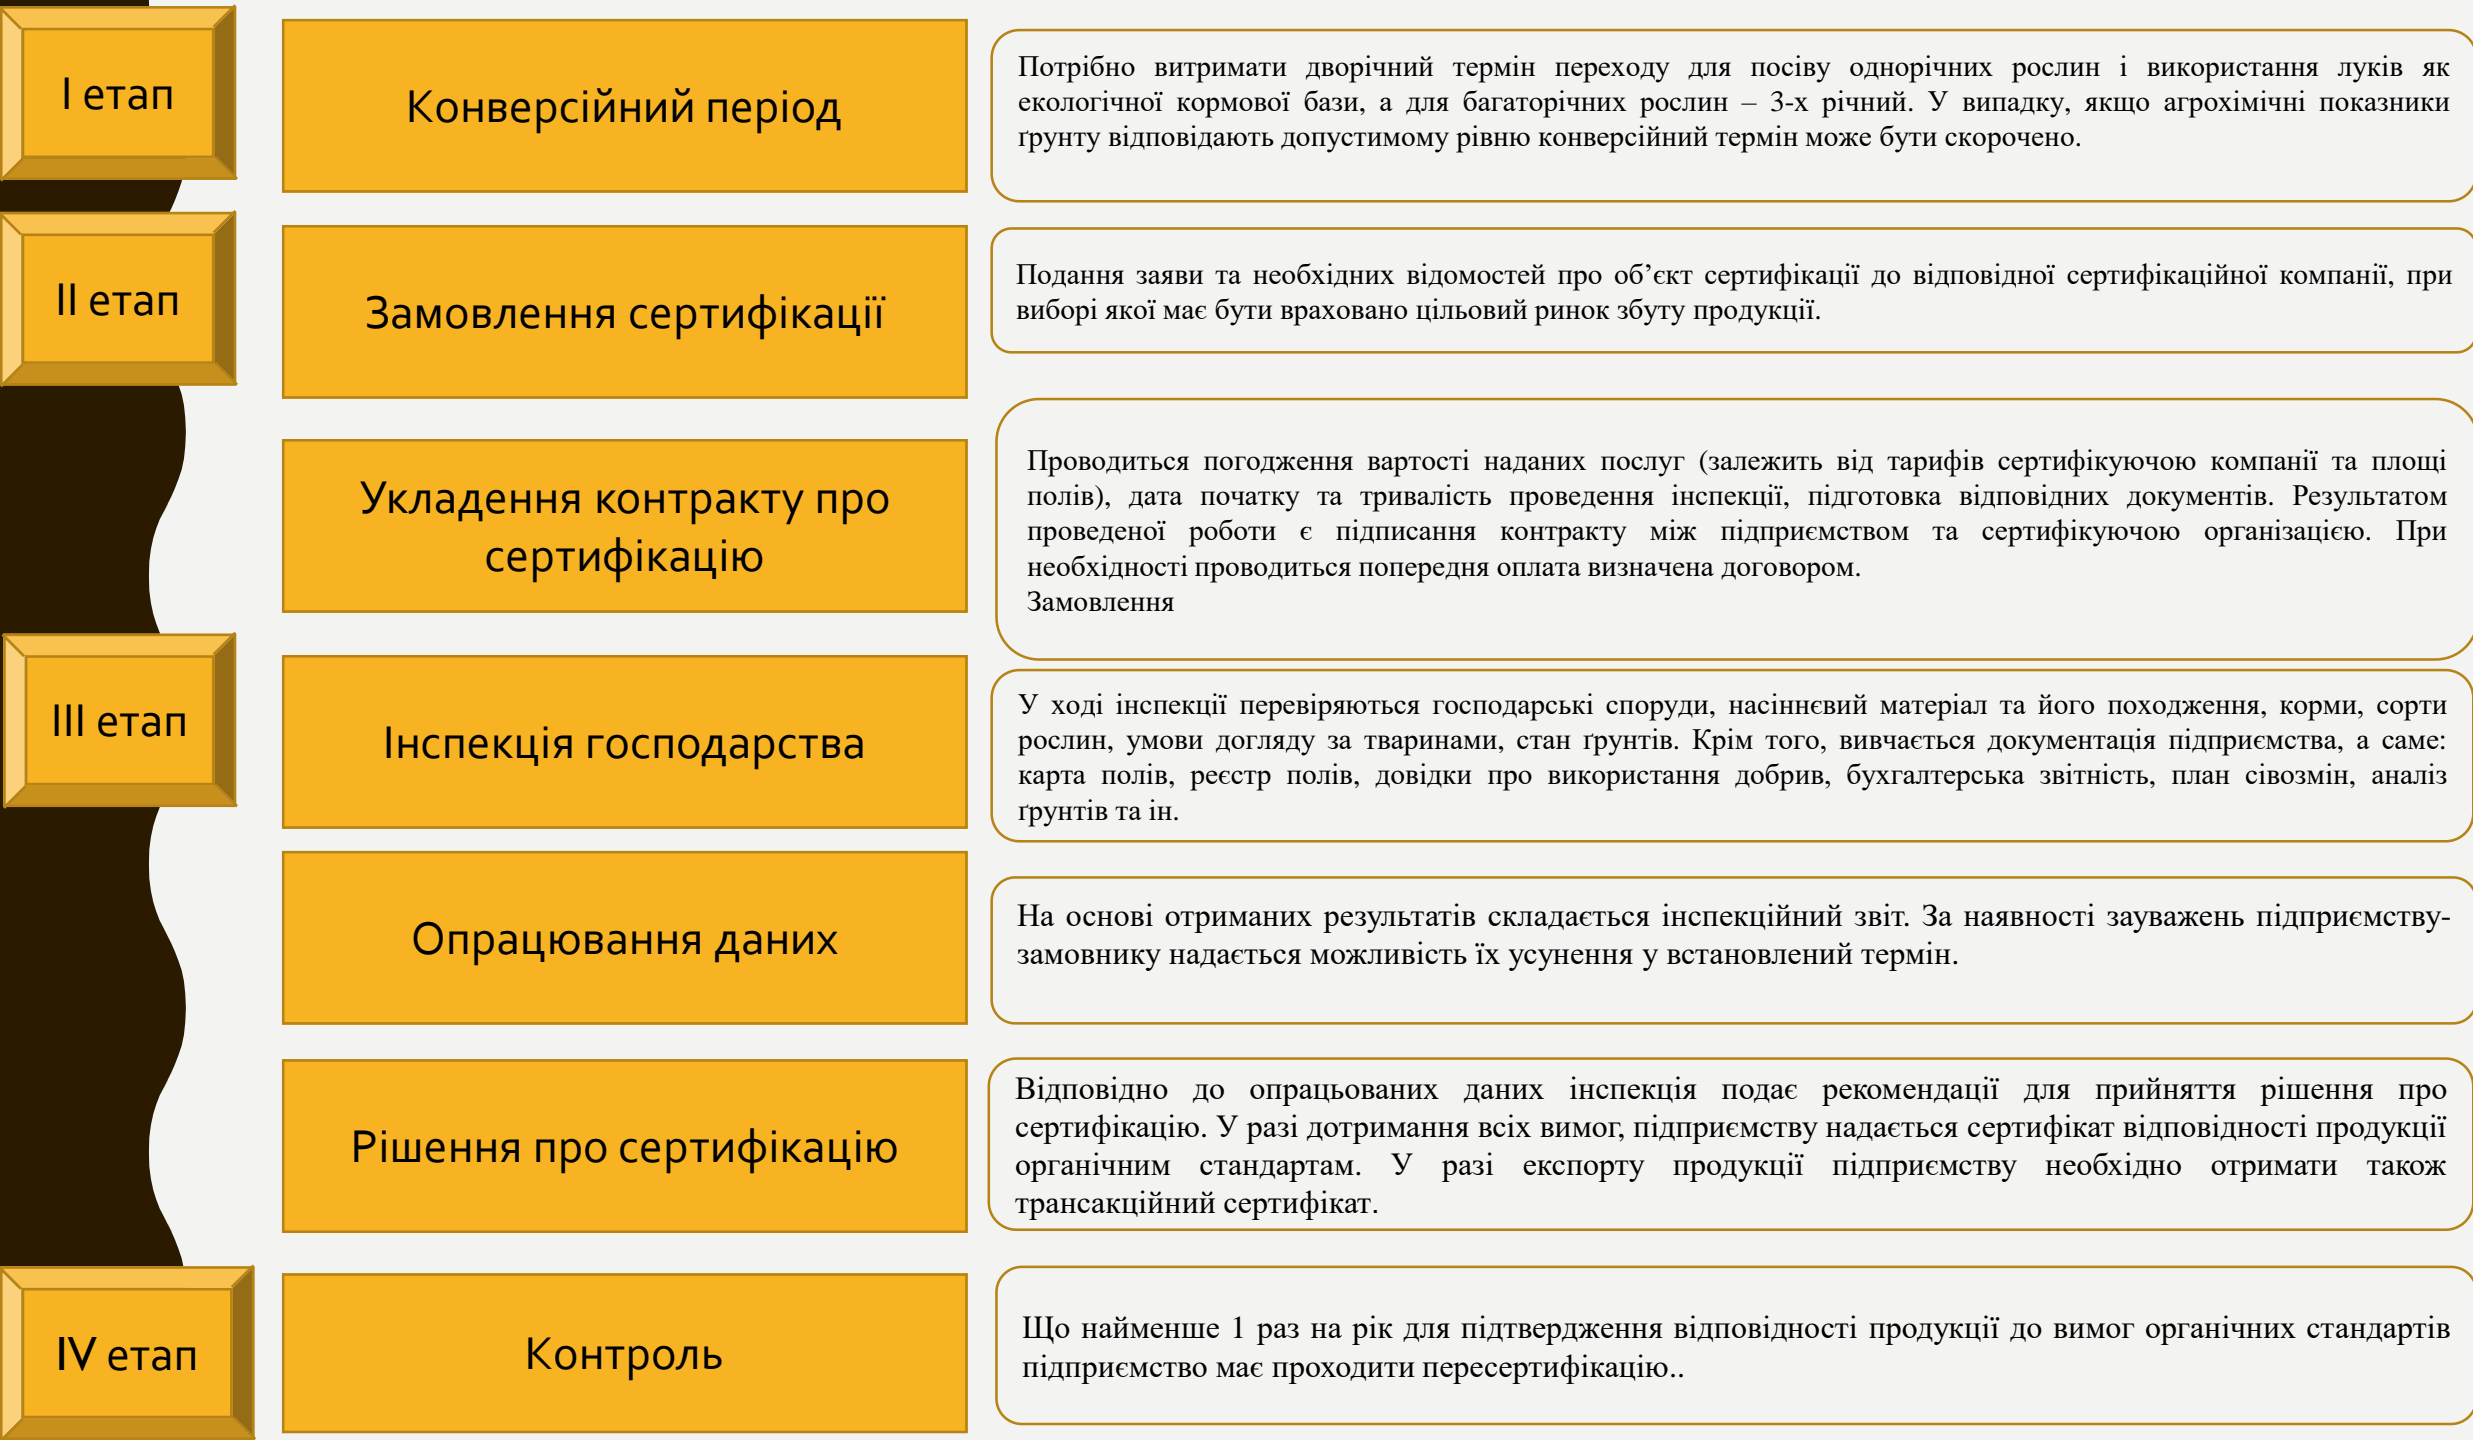 І етап
Конверсійний період
Потрібно витримати дворічний термін переходу для посіву однорічних рослин і використання луків як
екологічної кормової бази, а для багаторічних рослин – 3-х річний. У випадку, якщо агрохімічні показники
ґрунту відповідають допустимому рівню конверсійний термін може бути скорочено.
ІІ етап
Замовлення сертифікації
Подання заяви та необхідних відомостей про об’єкт сертифікації до відповідної сертифікаційної компанії, при
виборі якої має бути враховано цільовий ринок збуту продукції.
Укладення контракту про
сертифікацію
Проводиться погодження вартості наданих послуг (залежить від тарифів сертифікуючою компанії та площі
полів), дата початку та тривалість проведення інспекції, підготовка відповідних документів. Результатом
проведеної роботи є підписання контракту між підприємством та сертифікуючою організацією. При
необхідності проводиться попередня оплата визначена договором.
Замовлення
ІІІ етап
Інспекція господарства
У ході інспекції перевіряються господарські споруди, насіннєвий матеріал та його походження, корми, сорти
рослин, умови догляду за тваринами, стан ґрунтів. Крім того, вивчається документація підприємства, а саме:
карта полів, реєстр полів, довідки про використання добрив, бухгалтерська звітність, план сівозмін, аналіз
ґрунтів та ін.
Опрацювання даних
На основі отриманих результатів складається інспекційний звіт. За наявності зауважень підприємству-
замовнику надається можливість їх усунення у встановлений термін.
Рішення про сертифікацію
Відповідно до опрацьованих даних інспекція подає рекомендації для прийняття рішення про
сертифікацію. У разі дотримання всіх вимог, підприємству надається сертифікат відповідності продукції
органічним стандартам. У разі експорту продукції підприємству необхідно отримати також
трансакційний сертифікат.
IV етап
Контроль
Що найменше 1 раз на рік для підтвердження відповідності продукції до вимог органічних стандартів
підприємство має проходити пересертифікацію..